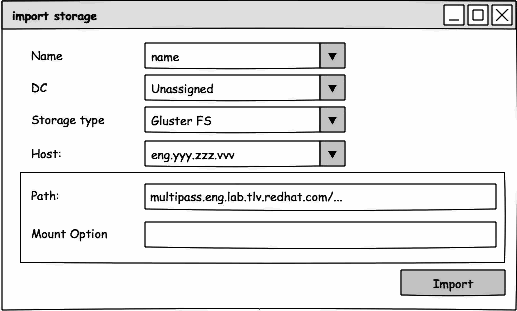 import storage
Name name
DC Unassigned
Storage type Gluster FS
Host: eng.yyy.zzz.vvv
Path: multipass.eng.lab.tlv.redhat.com/...
Mount Option
Import